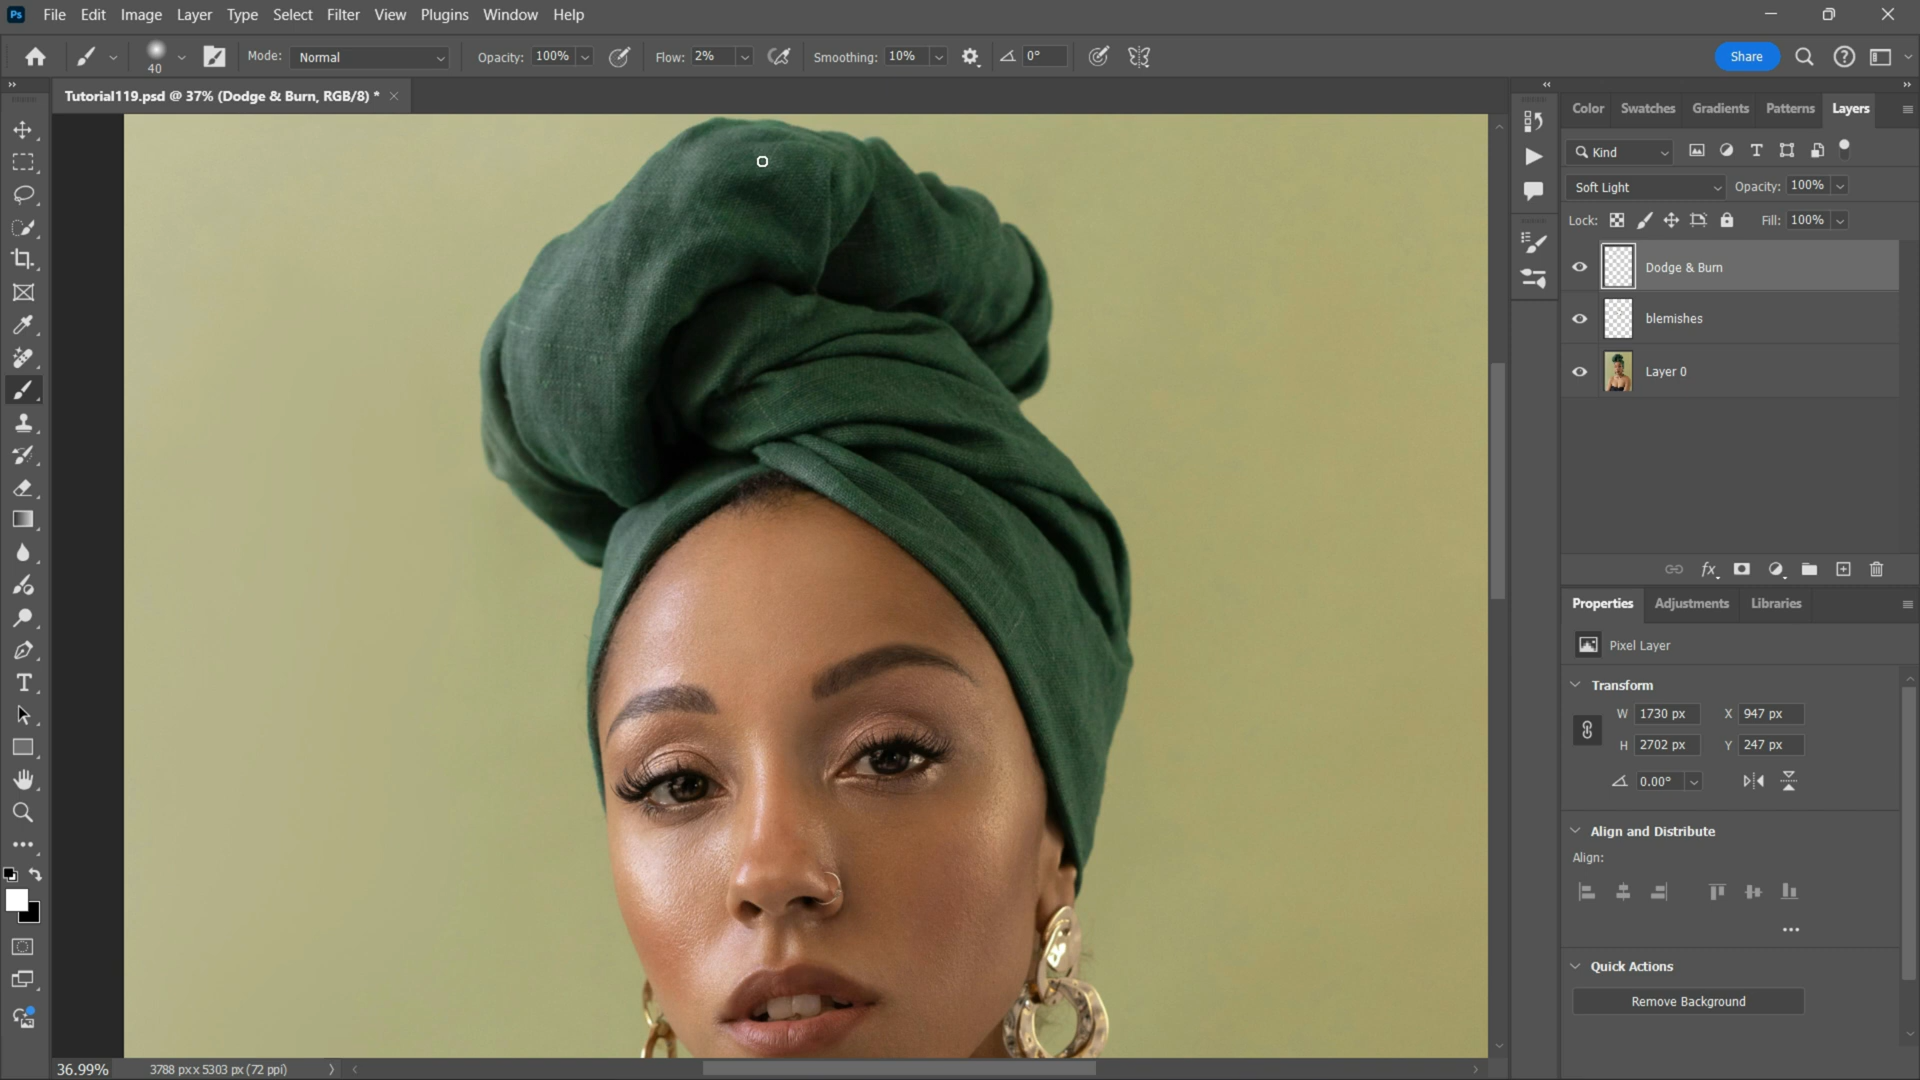 Ps File Edit Image Layer Type Select Filter View Plugins Window Help
40 Mode: Normal Opacity: 100% Flow: 2% Smoothing: 10% 0° Share
Tutorial119.psd @ 37% (Dodge & Burn, RGB/8) *
Color Swatches Gradients Patterns Layers
Kind
Soft Light Opacity: 100%
Lock: Fill: 100%
Dodge & Burn
blemishes
Layer 0
fx
Properties Adjustments Libraries
Pixel Layer
Transform
W 1730 px X 947 px
H 2702 px Y 247 px
0.00°
Align and Distribute
Align:
Quick Actions
Remove Background
36.99% 3788 px x 5303 px (72 ppi)